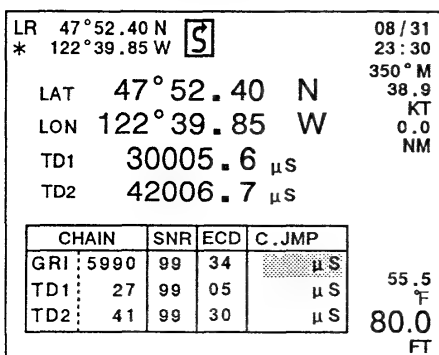 LR 47°52.40 N
* 122°39.85 W
08/31
23:30
350°M
38.9
KT
0.0
NM
LAT 47°52.40 N
LON 122°39.85 W
TD1 30005.6 μS
TD2 42006.7 μS
CHAIN SNR ECD C.JMP
GRI 5990 99 34 μS
TD1 27 99 05 μS
TD2 41 99 30 μS
55.5
°F
80.0
FT